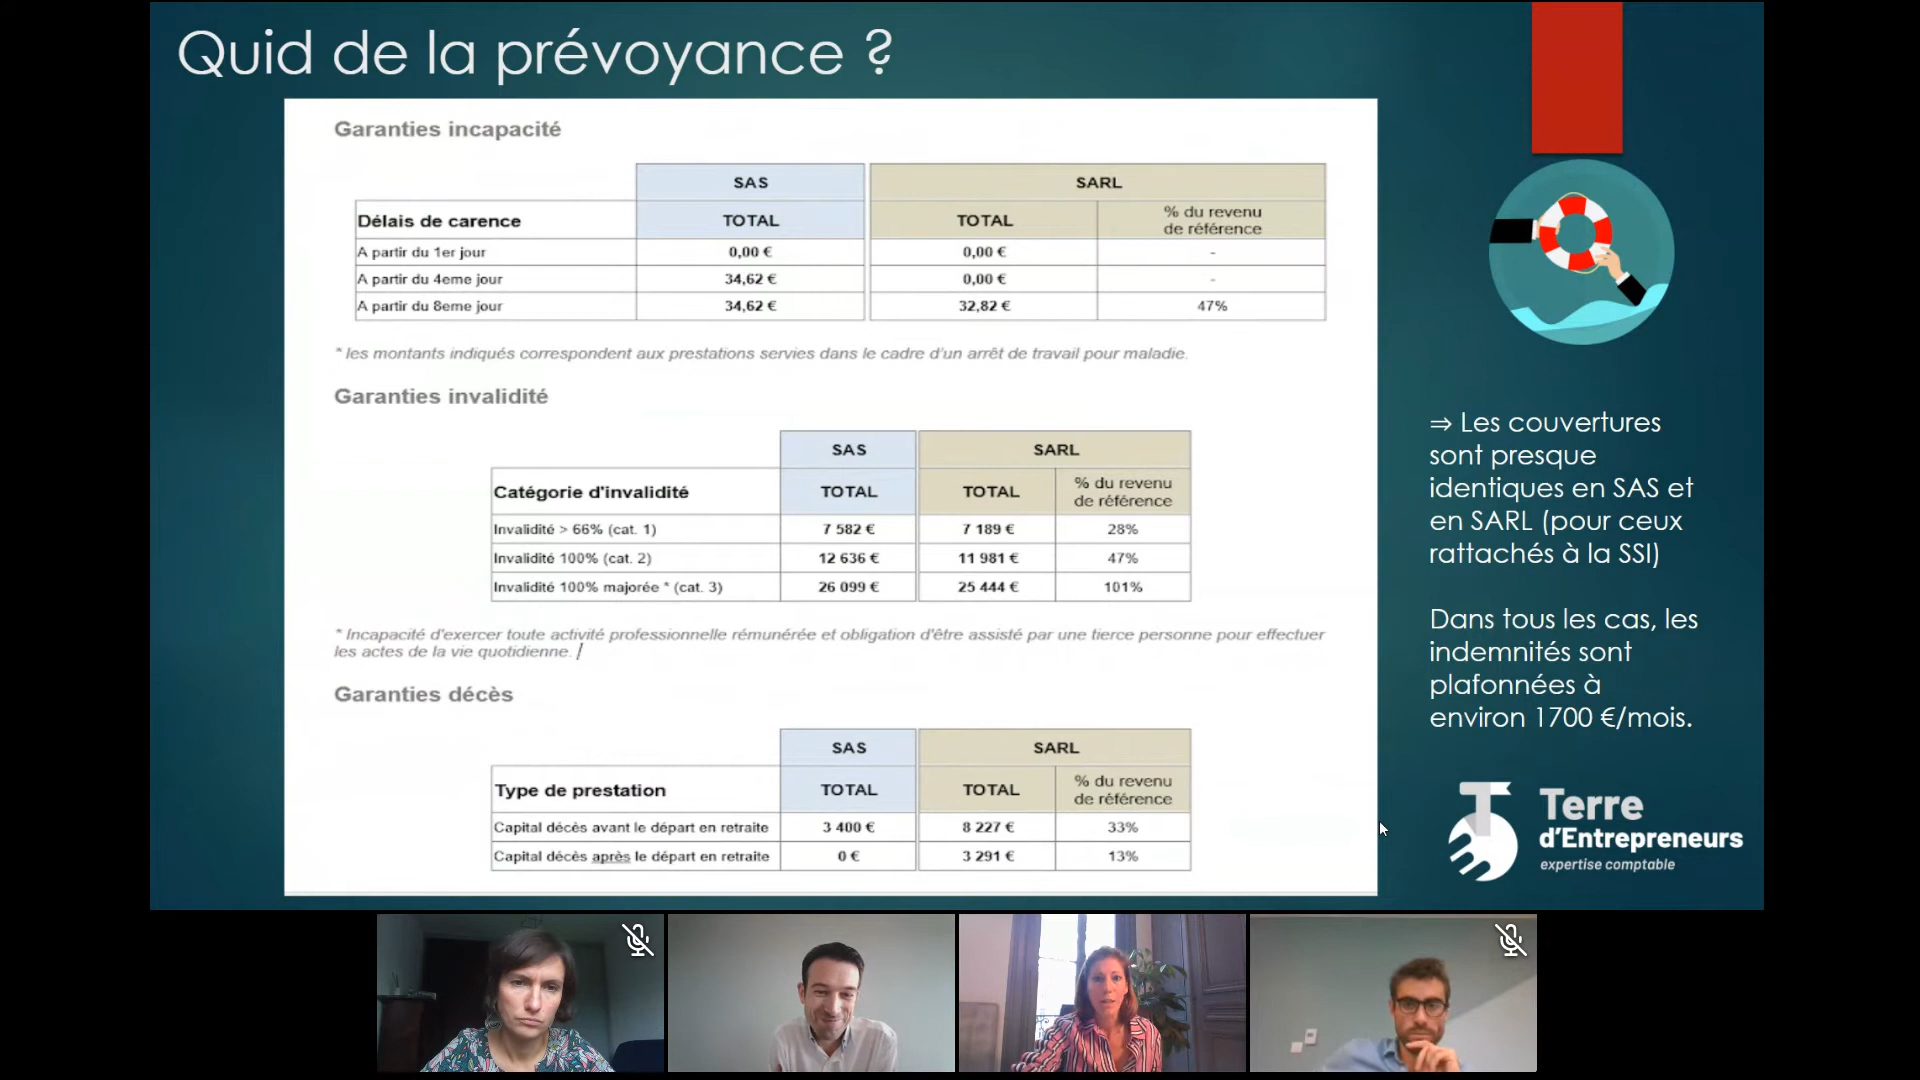 Quid de la prévoyance ?
Garanties incapacité
SAS SARL
Délais de carence TOTAL TOTAL % du revenu
de référence
A partir du 1er jour 0,00 € 0,00 € -
A partir du 4eme jour 34,62 € 0,00 € -
A partir du 8eme jour 34,62 € 32,82 € 47%
* les montants indiqués correspondent aux prestations servies dans le cadre d'un arrêt de travail pour maladie.
Garanties invalidité
SAS SARL
Catégorie d'invalidité TOTAL TOTAL % du revenu
de référence
Invalidité > 66% (cat. 1) 7 582 € 7 189 € 28%
Invalidité 100% (cat. 2) 12 636 € 11 981 € 47%
Invalidité 100% majorée * (cat. 3) 26 099 € 25 444 € 101%
* Incapacité d'exercer toute activité professionnelle rémunérée et obligation d'être assisté par une tierce personne pour effectuer
les actes de la vie quotidienne. /
Garanties décès
SAS SARL
Type de prestation TOTAL TOTAL % du revenu
de référence
Capital décès avant le départ en retraite 3 400 € 8 227 € 33%
Capital décès après le départ en retraite 0 € 3 291 € 13%
⇒ Les couvertures
sont presque
identiques en SAS et
en SARL (pour ceux
rattachés à la SSI)
Dans tous les cas, les
indemnités sont
plafonnées à
environ 1700 €/mois.
Terre
d'Entrepreneurs
expertise comptable